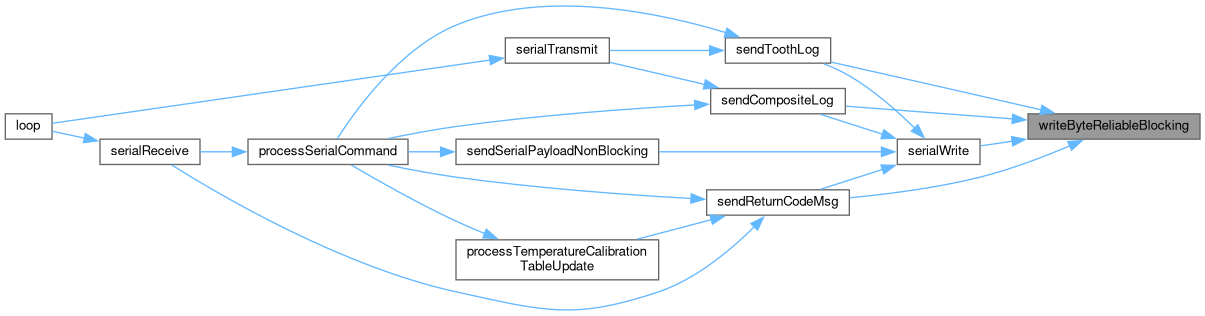 loop
serialReceive
serialTransmit
processSerialCommand
sendSerialPayloadNonBlocking
processTemperatureCalibration
TableUpdate
sendToothLog
sendCompositeLog
sendReturnCodeMsg
serialWrite
writeByteReliableBlocking